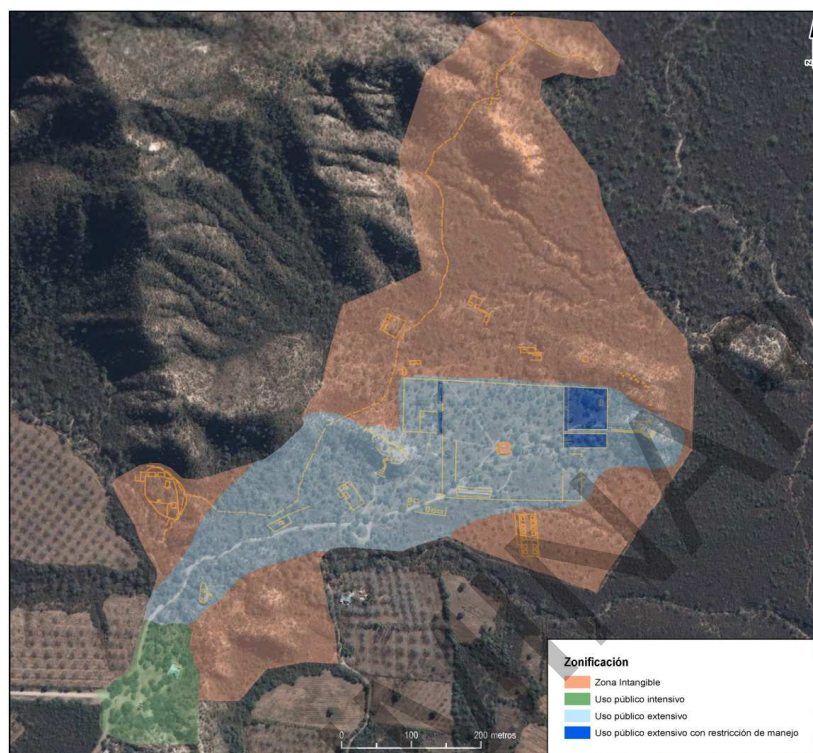 Zonificación
Zona Intangible
Uso público intensivo
Uso público extensivo
Uso público extensivo con restricción de manejo
0 100 200 metros